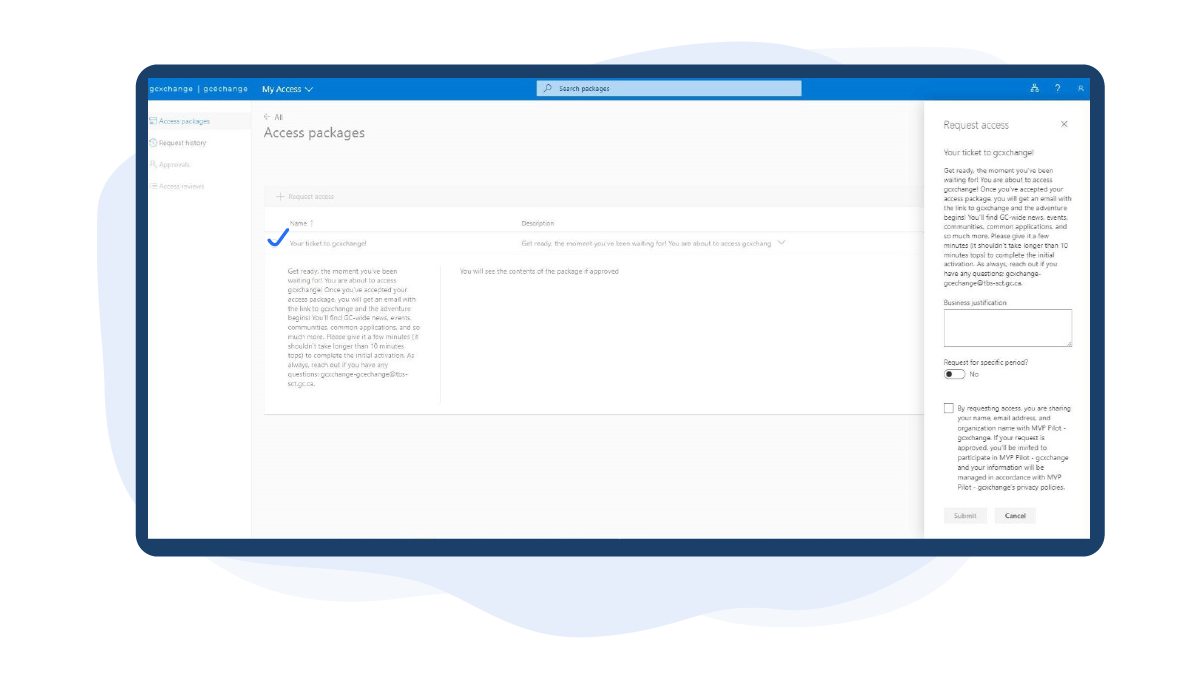 gcxchange | gcéchange
My Access
Search packages
?
Access packages
Request history
Approvals
Access reviews
All
Access packages
Request access
Name ↑
Description
Your ticket to gcxchange!
Get ready, the moment you've been waiting for! You are about to access gcxchang
Get ready, the moment you've been
waiting for! You are about to access
gcxchange! Once you've accepted your
access package, you will get an email with
the link to gcxchange and the adventure
begins! You'll find GC-wide news, events,
communities, common applications, and so
much more. Please give it a few minutes (it
shouldn't take longer than 10 minutes
tops) to complete the initial activation. As
always, reach out if you have any
questions: gcxchange-gcechange@tbs-
sct.gc.ca.
You will see the contents of the package if approved
Request access
Your ticket to gcxchange!
Get ready, the moment you've been
waiting for! You are about to access
gcxchange! Once you've accepted your
access package, you will get an email with
the link to gcxchange and the adventure
begins! You'll find GC-wide news, events,
communities, common applications, and
so much more. Please give it a few
minutes (it shouldn't take longer than 10
minutes tops) to complete the initial
activation. As always, reach out if you
have any questions: gcxchange-
gcechange@tbs-sct.gc.ca.
Business justification
Request for specific period?
No
By requesting access, you are sharing
your name, email address, and
organization name with MVP Pilot -
gcxchange. If your request is
approved, you'll be invited to
participate in MVP Pilot - gcxchange
and your information will be
managed in accordance with MVP
Pilot - gcxchange's privacy policies.
Submit
Cancel